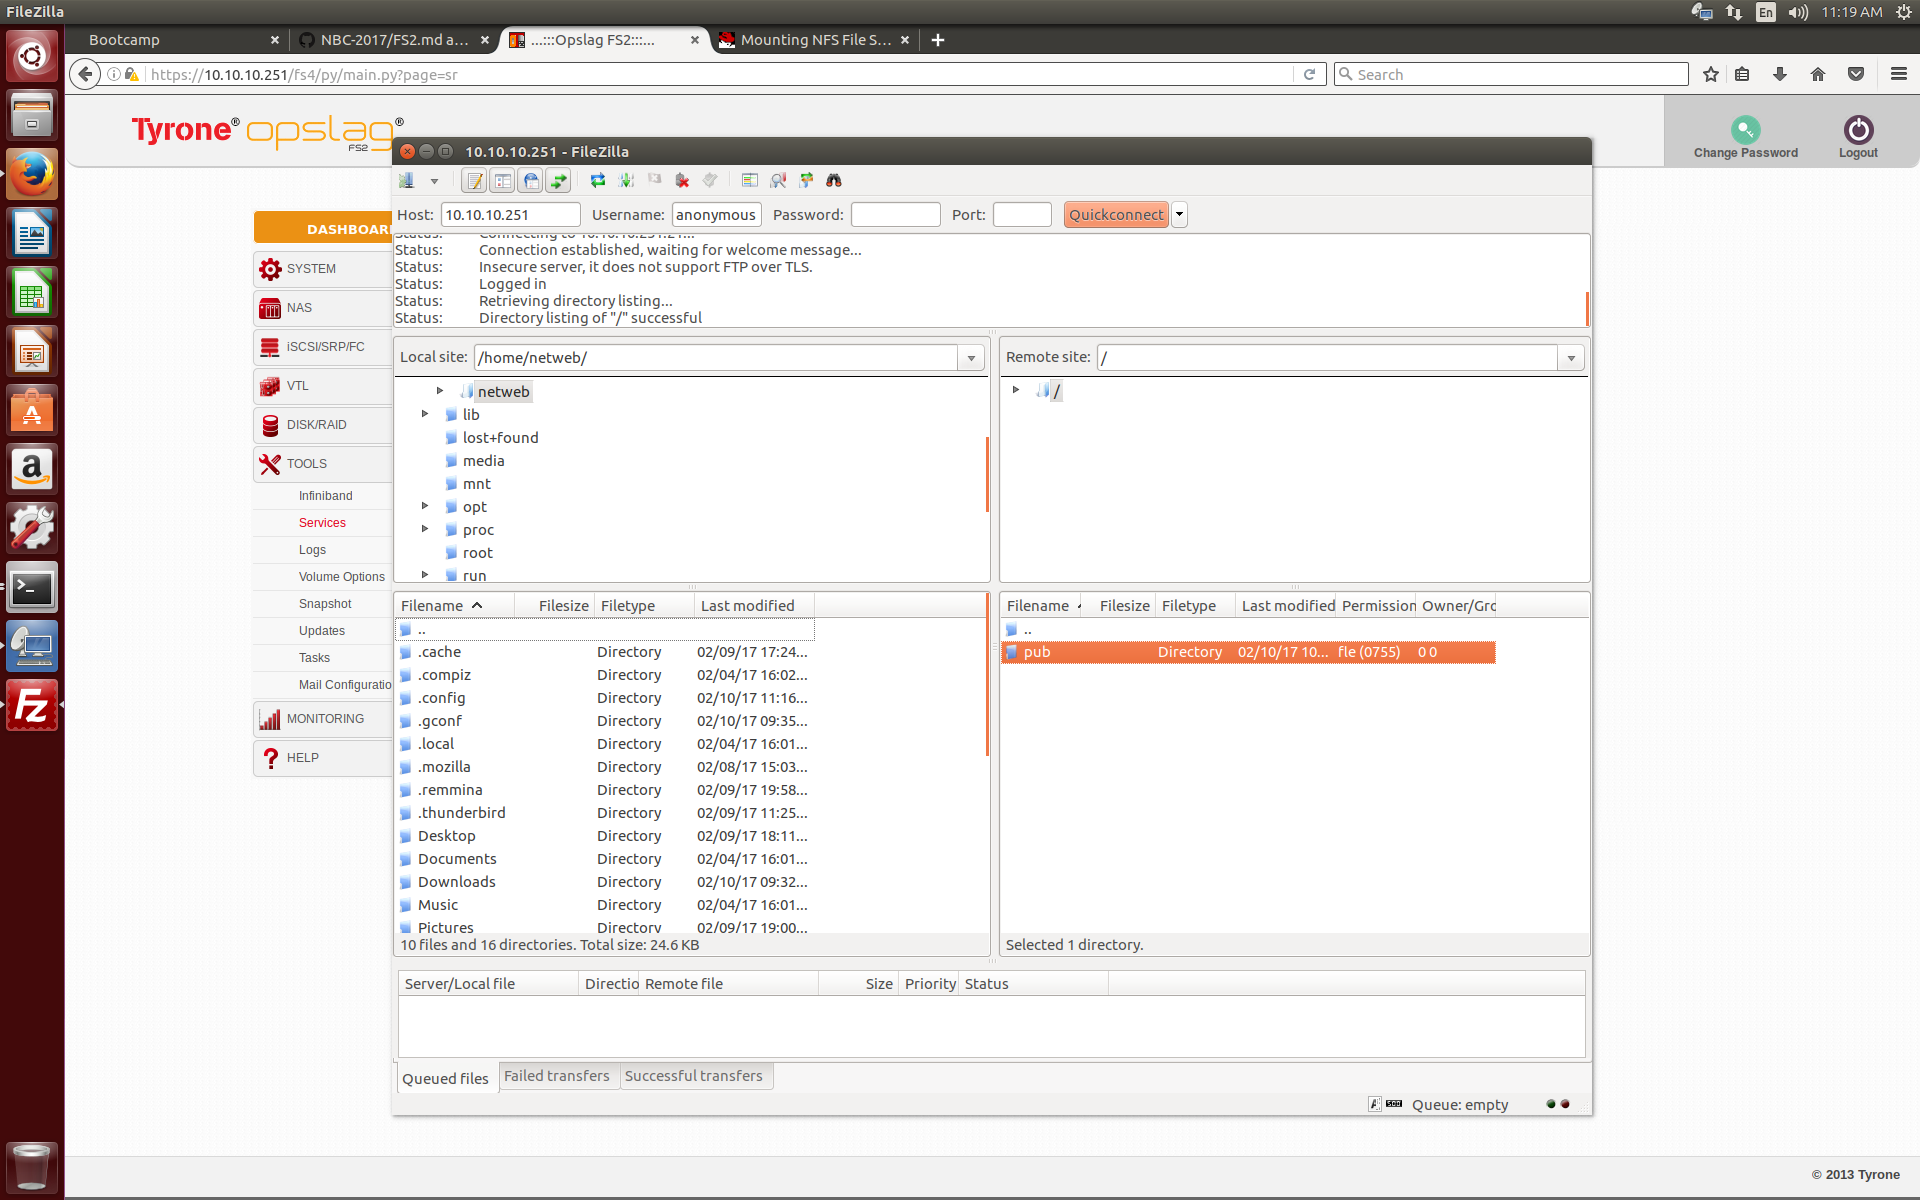 FileZilla
En
11:19 AM
Bootcamp
NBC-2017/FS2.md a...
...:::Opslag FS2:::...
Mounting NFS File S...
https://10.10.10.251/fs4/py/main.py?page=sr
Search
Tyrone® opslag®
FS2
Change Password
Logout
10.10.10.251 - FileZilla
Host: 10.10.10.251 Username: anonymous Password: Port: Quickconnect
Status: Connection established, waiting for welcome message...
Status: Insecure server, it does not support FTP over TLS.
Status: Logged in
Status: Retrieving directory listing...
Status: Directory listing of "/" successful
DASHBOAR
SYSTEM
NAS
iSCSI/SRP/FC
VTL
DISK/RAID
TOOLS
Infiniband
Services
Logs
Volume Options
Snapshot
Updates
Tasks
Mail Configuratio
MONITORING
HELP
Local site: /home/netweb/
netweb
lib
lost+found
media
mnt
opt
proc
root
run
Remote site: /
/
Filename Filesize Filetype Last modified
..
.cache Directory 02/09/17 17:24...
.compiz Directory 02/04/17 16:02...
.config Directory 02/10/17 11:16...
.gconf Directory 02/10/17 09:35...
.local Directory 02/04/17 16:01...
.mozilla Directory 02/08/17 15:03...
.remmina Directory 02/09/17 19:58...
.thunderbird Directory 02/09/17 11:25...
Desktop Directory 02/09/17 18:11...
Documents Directory 02/04/17 16:01...
Downloads Directory 02/10/17 09:32...
Music Directory 02/04/17 16:01...
Pictures Directory 02/09/17 19:00...
10 files and 16 directories. Total size: 24.6 KB
Filename Filesize Filetype Last modified Permission Owner/Gro
..
pub Directory 02/10/17 10... fle (0755) 0 0
Selected 1 directory.
Server/Local file Directio Remote file Size Priority Status
Queued files Failed transfers Successful transfers
Queue: empty
© 2013 Tyrone